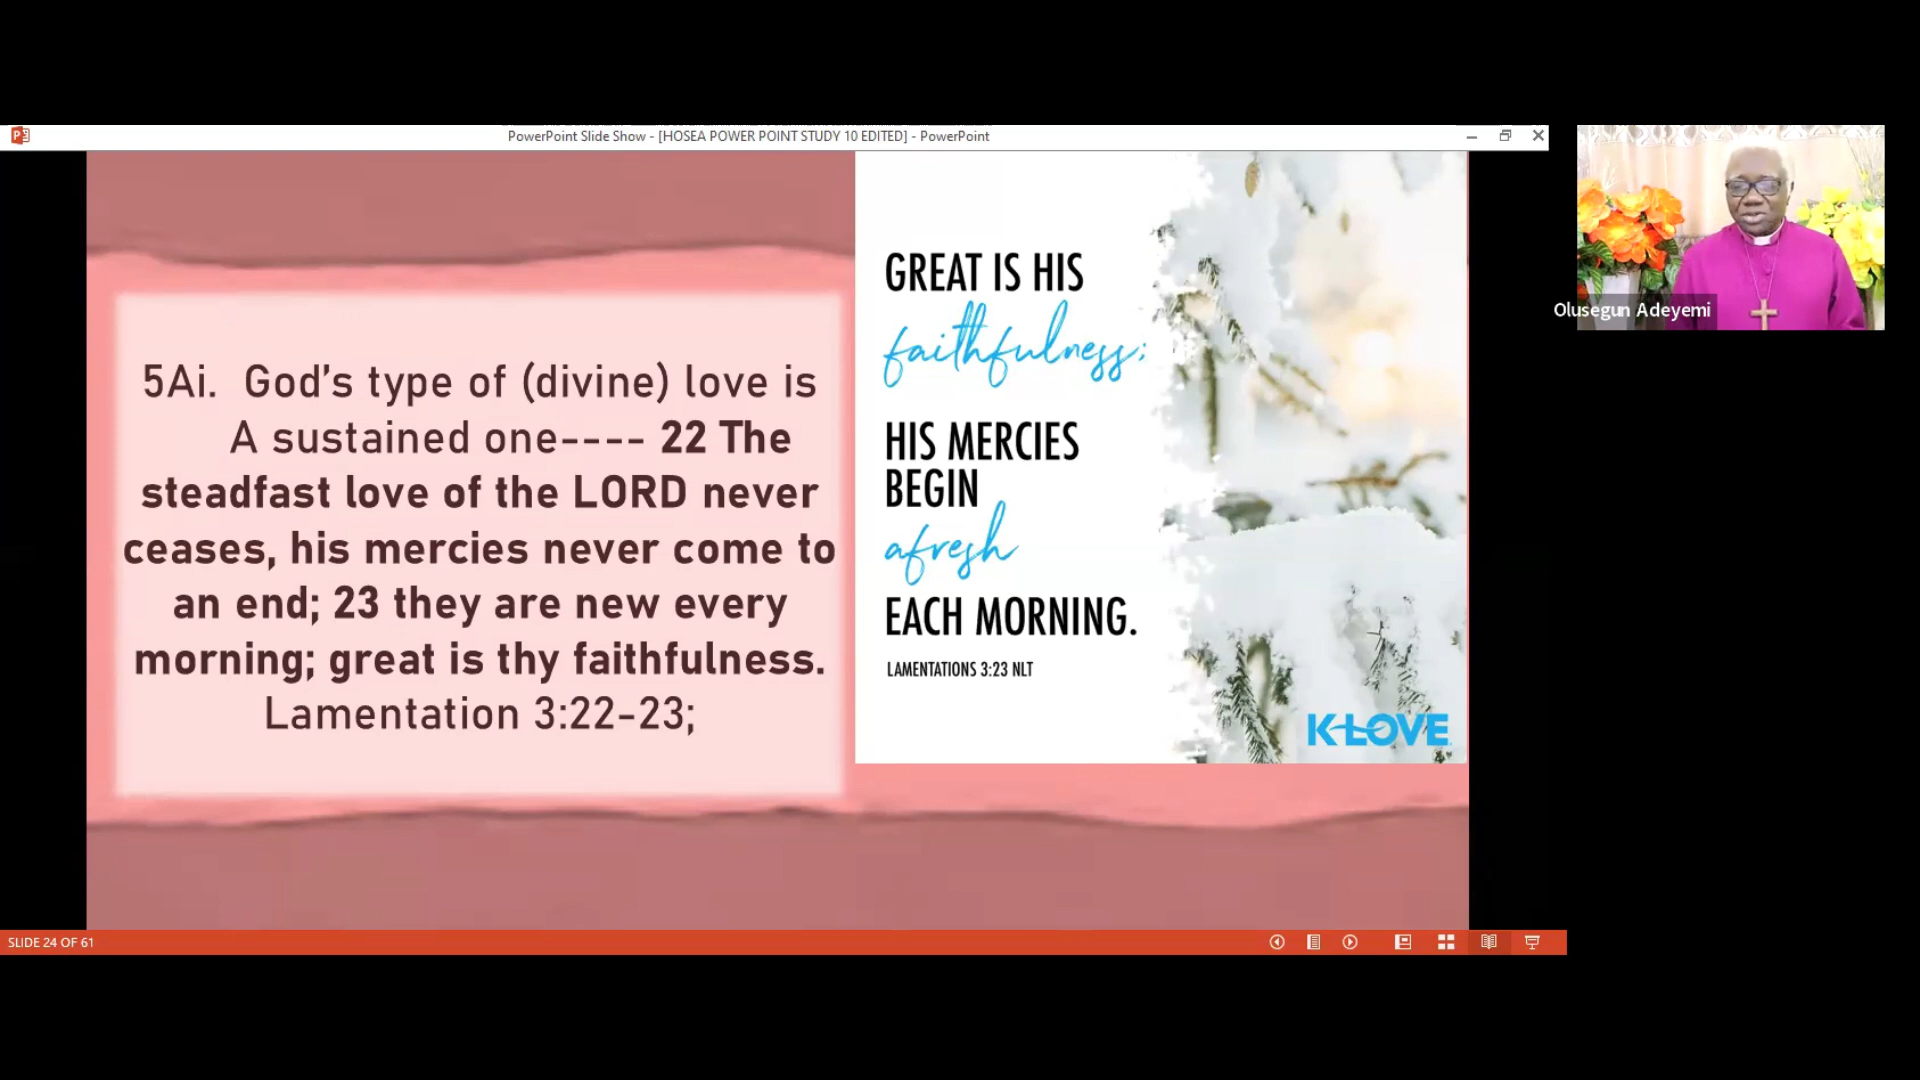 PowerPoint Slide Show - [HOSEA POWER POINT STUDY 10 EDITED] - PowerPoint
5Ai. God's type of (divine) love is
A sustained one---- 22 The
steadfast love of the LORD never
ceases, his mercies never come to
an end; 23 they are new every
morning; great is thy faithfulness.
Lamentation 3:22-23;
GREAT IS HIS
faithfulness;
HIS MERCIES
BEGIN
afresh
EACH MORNING.
LAMENTATIONS 3:23 NLT
K-LOVE
Olusegun Adeyemi
SLIDE 24 OF 61